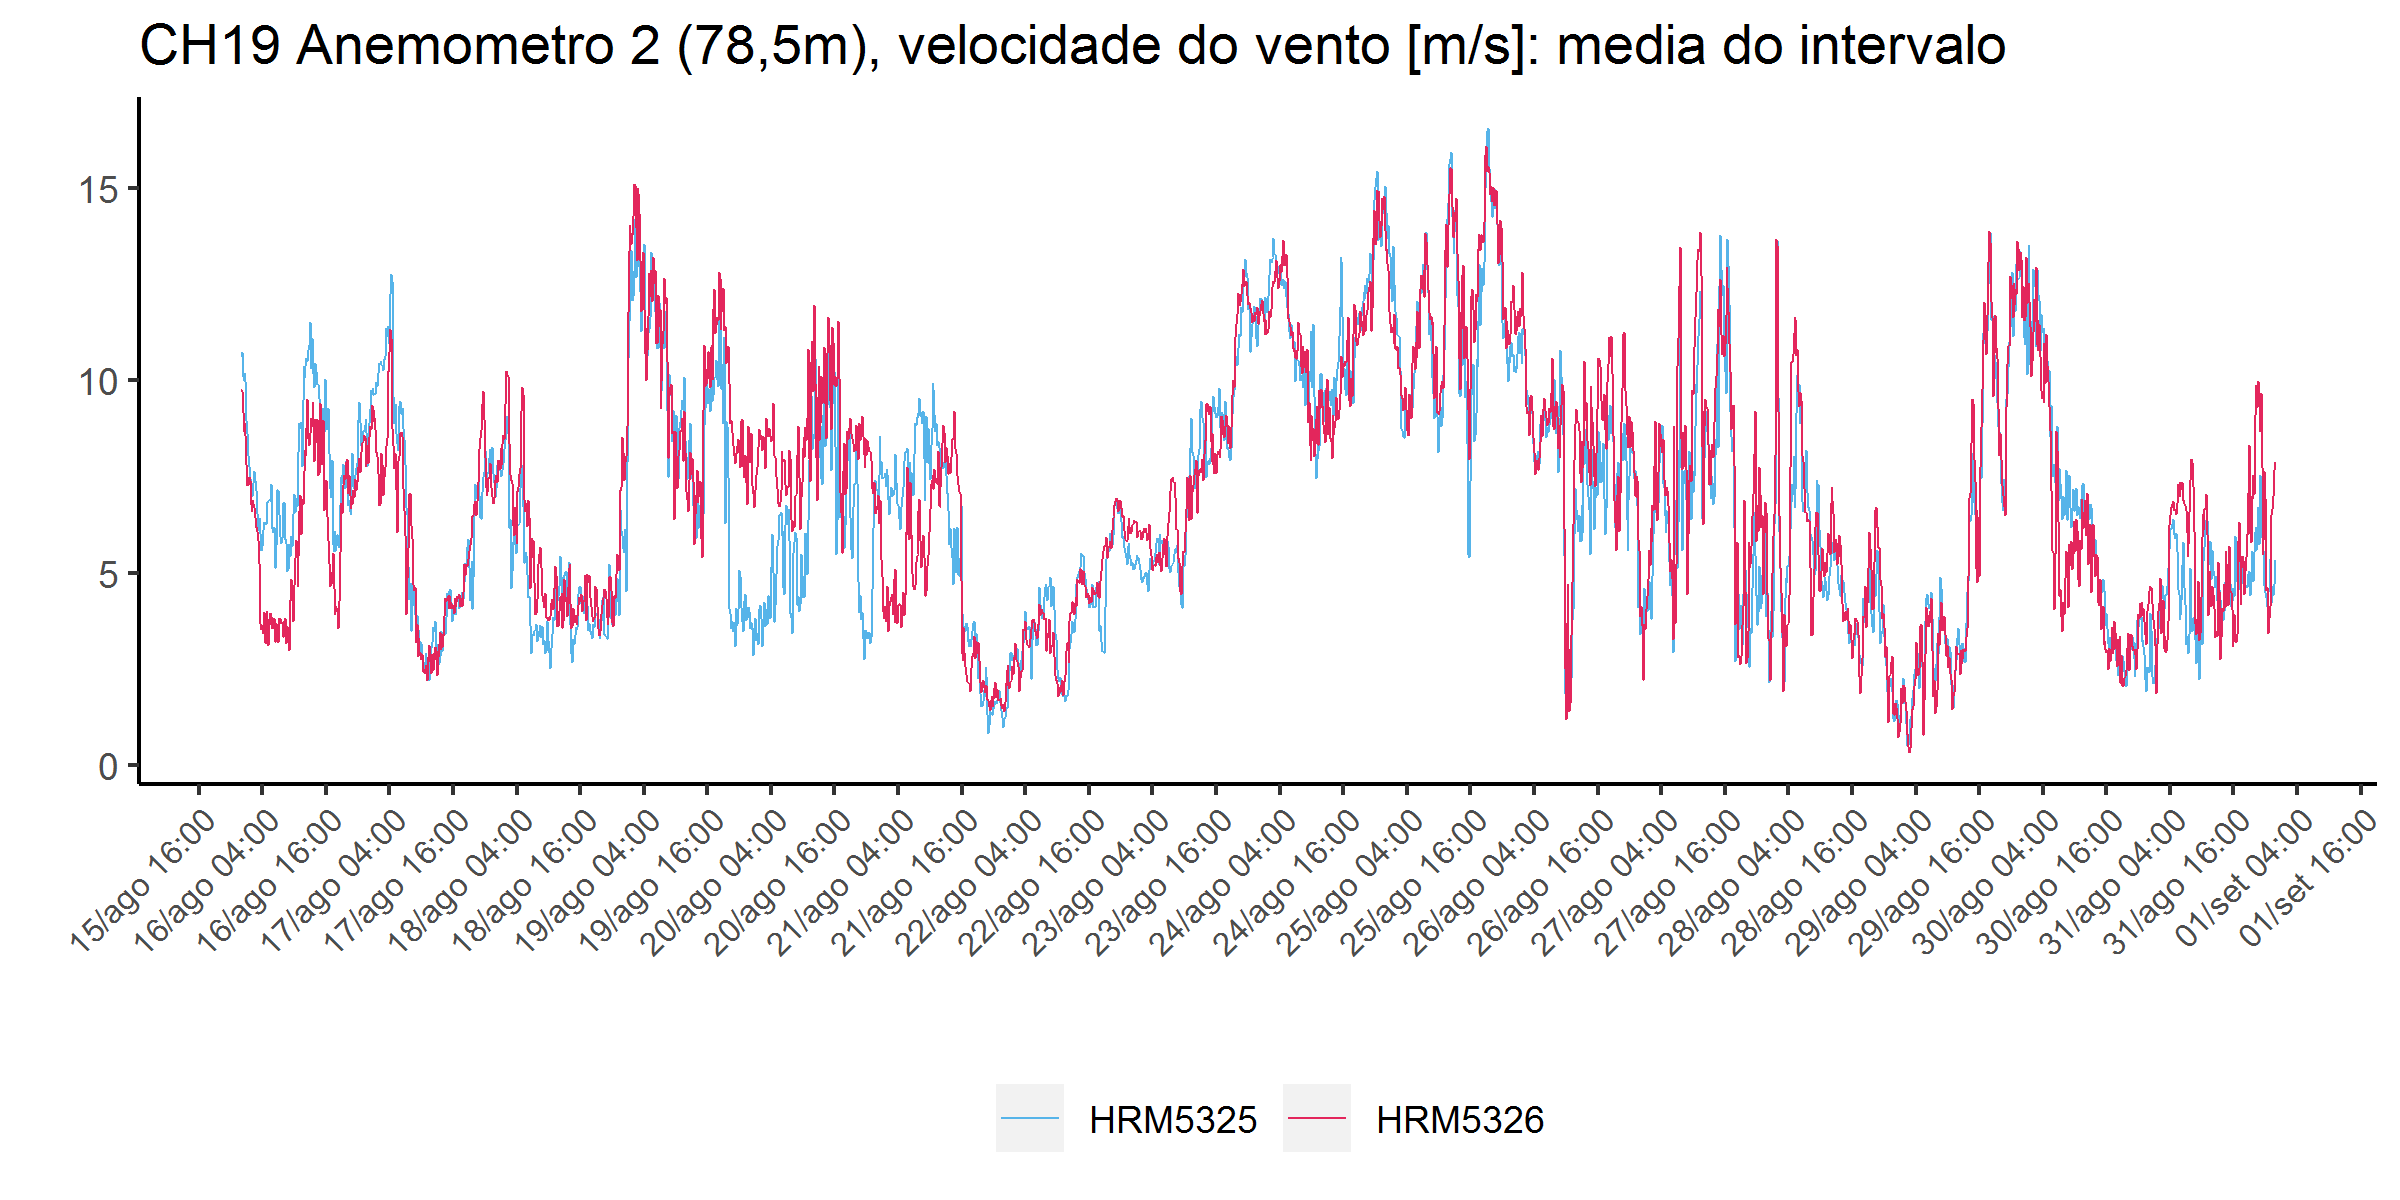 CH19 Anemometro 2 (78,5m), velocidade do vento [m/s]: media do intervalo
15
10
5
0
15/ago 16:00
16/ago 04:00
16/ago 16:00
17/ago 04:00
17/ago 16:00
18/ago 04:00
18/ago 16:00
19/ago 04:00
19/ago 16:00
20/ago 04:00
20/ago 16:00
21/ago 04:00
21/ago 16:00
22/ago 04:00
22/ago 16:00
23/ago 04:00
23/ago 16:00
24/ago 04:00
24/ago 16:00
25/ago 04:00
25/ago 16:00
26/ago 04:00
26/ago 16:00
27/ago 04:00
27/ago 16:00
28/ago 04:00
28/ago 16:00
29/ago 04:00
29/ago 16:00
30/ago 04:00
30/ago 16:00
31/ago 04:00
31/ago 16:00
01/set 04:00
01/set 16:00
HRM5325
HRM5326